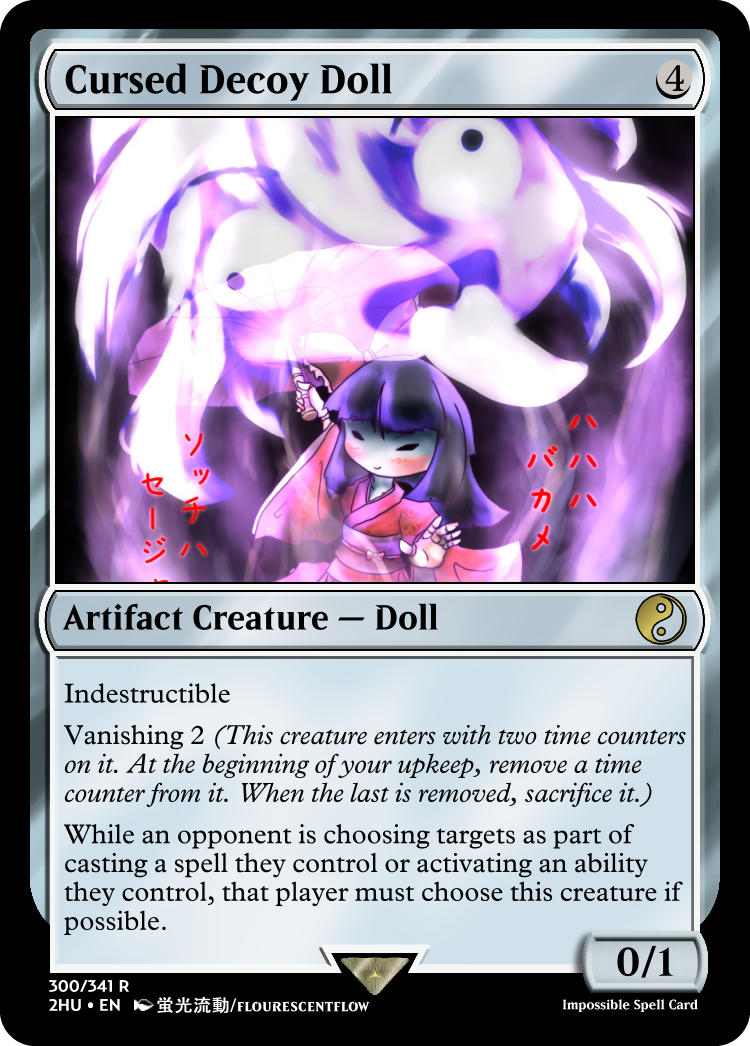 Cursed Decoy Doll
4
ハハハ
バカメ
ソッチハ
セージ
Artifact Creature — Doll
Indestructible
Vanishing 2 (This creature enters with two time counters
on it. At the beginning of your upkeep, remove a time
counter from it. When the last is removed, sacrifice it.)
While an opponent is choosing targets as part of
casting a spell they control or activating an ability
they control, that player must choose this creature if
possible.
0/1
300/341 R
2HU • EN 蛍光流動/FLOURESCENTFLOW
Impossible Spell Card